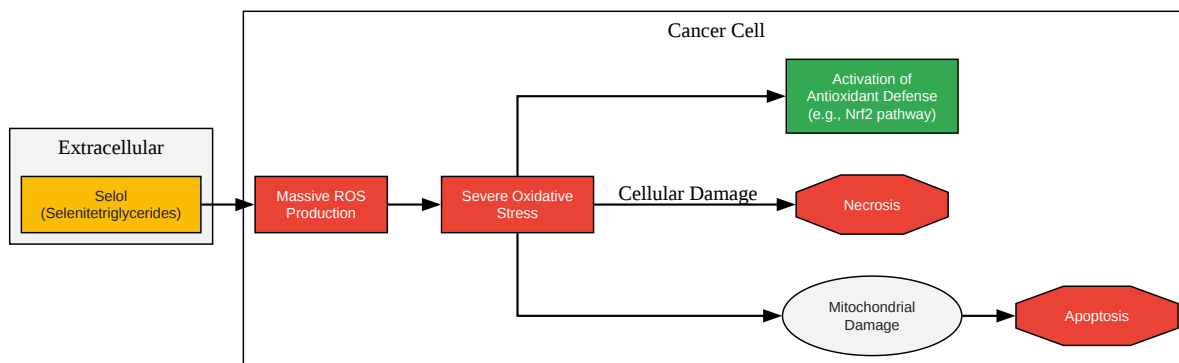 Cancer Cell
Activation of
Antioxidant Defense
(e.g., Nrf2 pathway)
Extracellular
Selol
(Selenitetriglycerides)
Massive ROS
Production
Severe Oxidative
Stress
Cellular Damage
Necrosis
Mitochondrial
Damage
Apoptosis